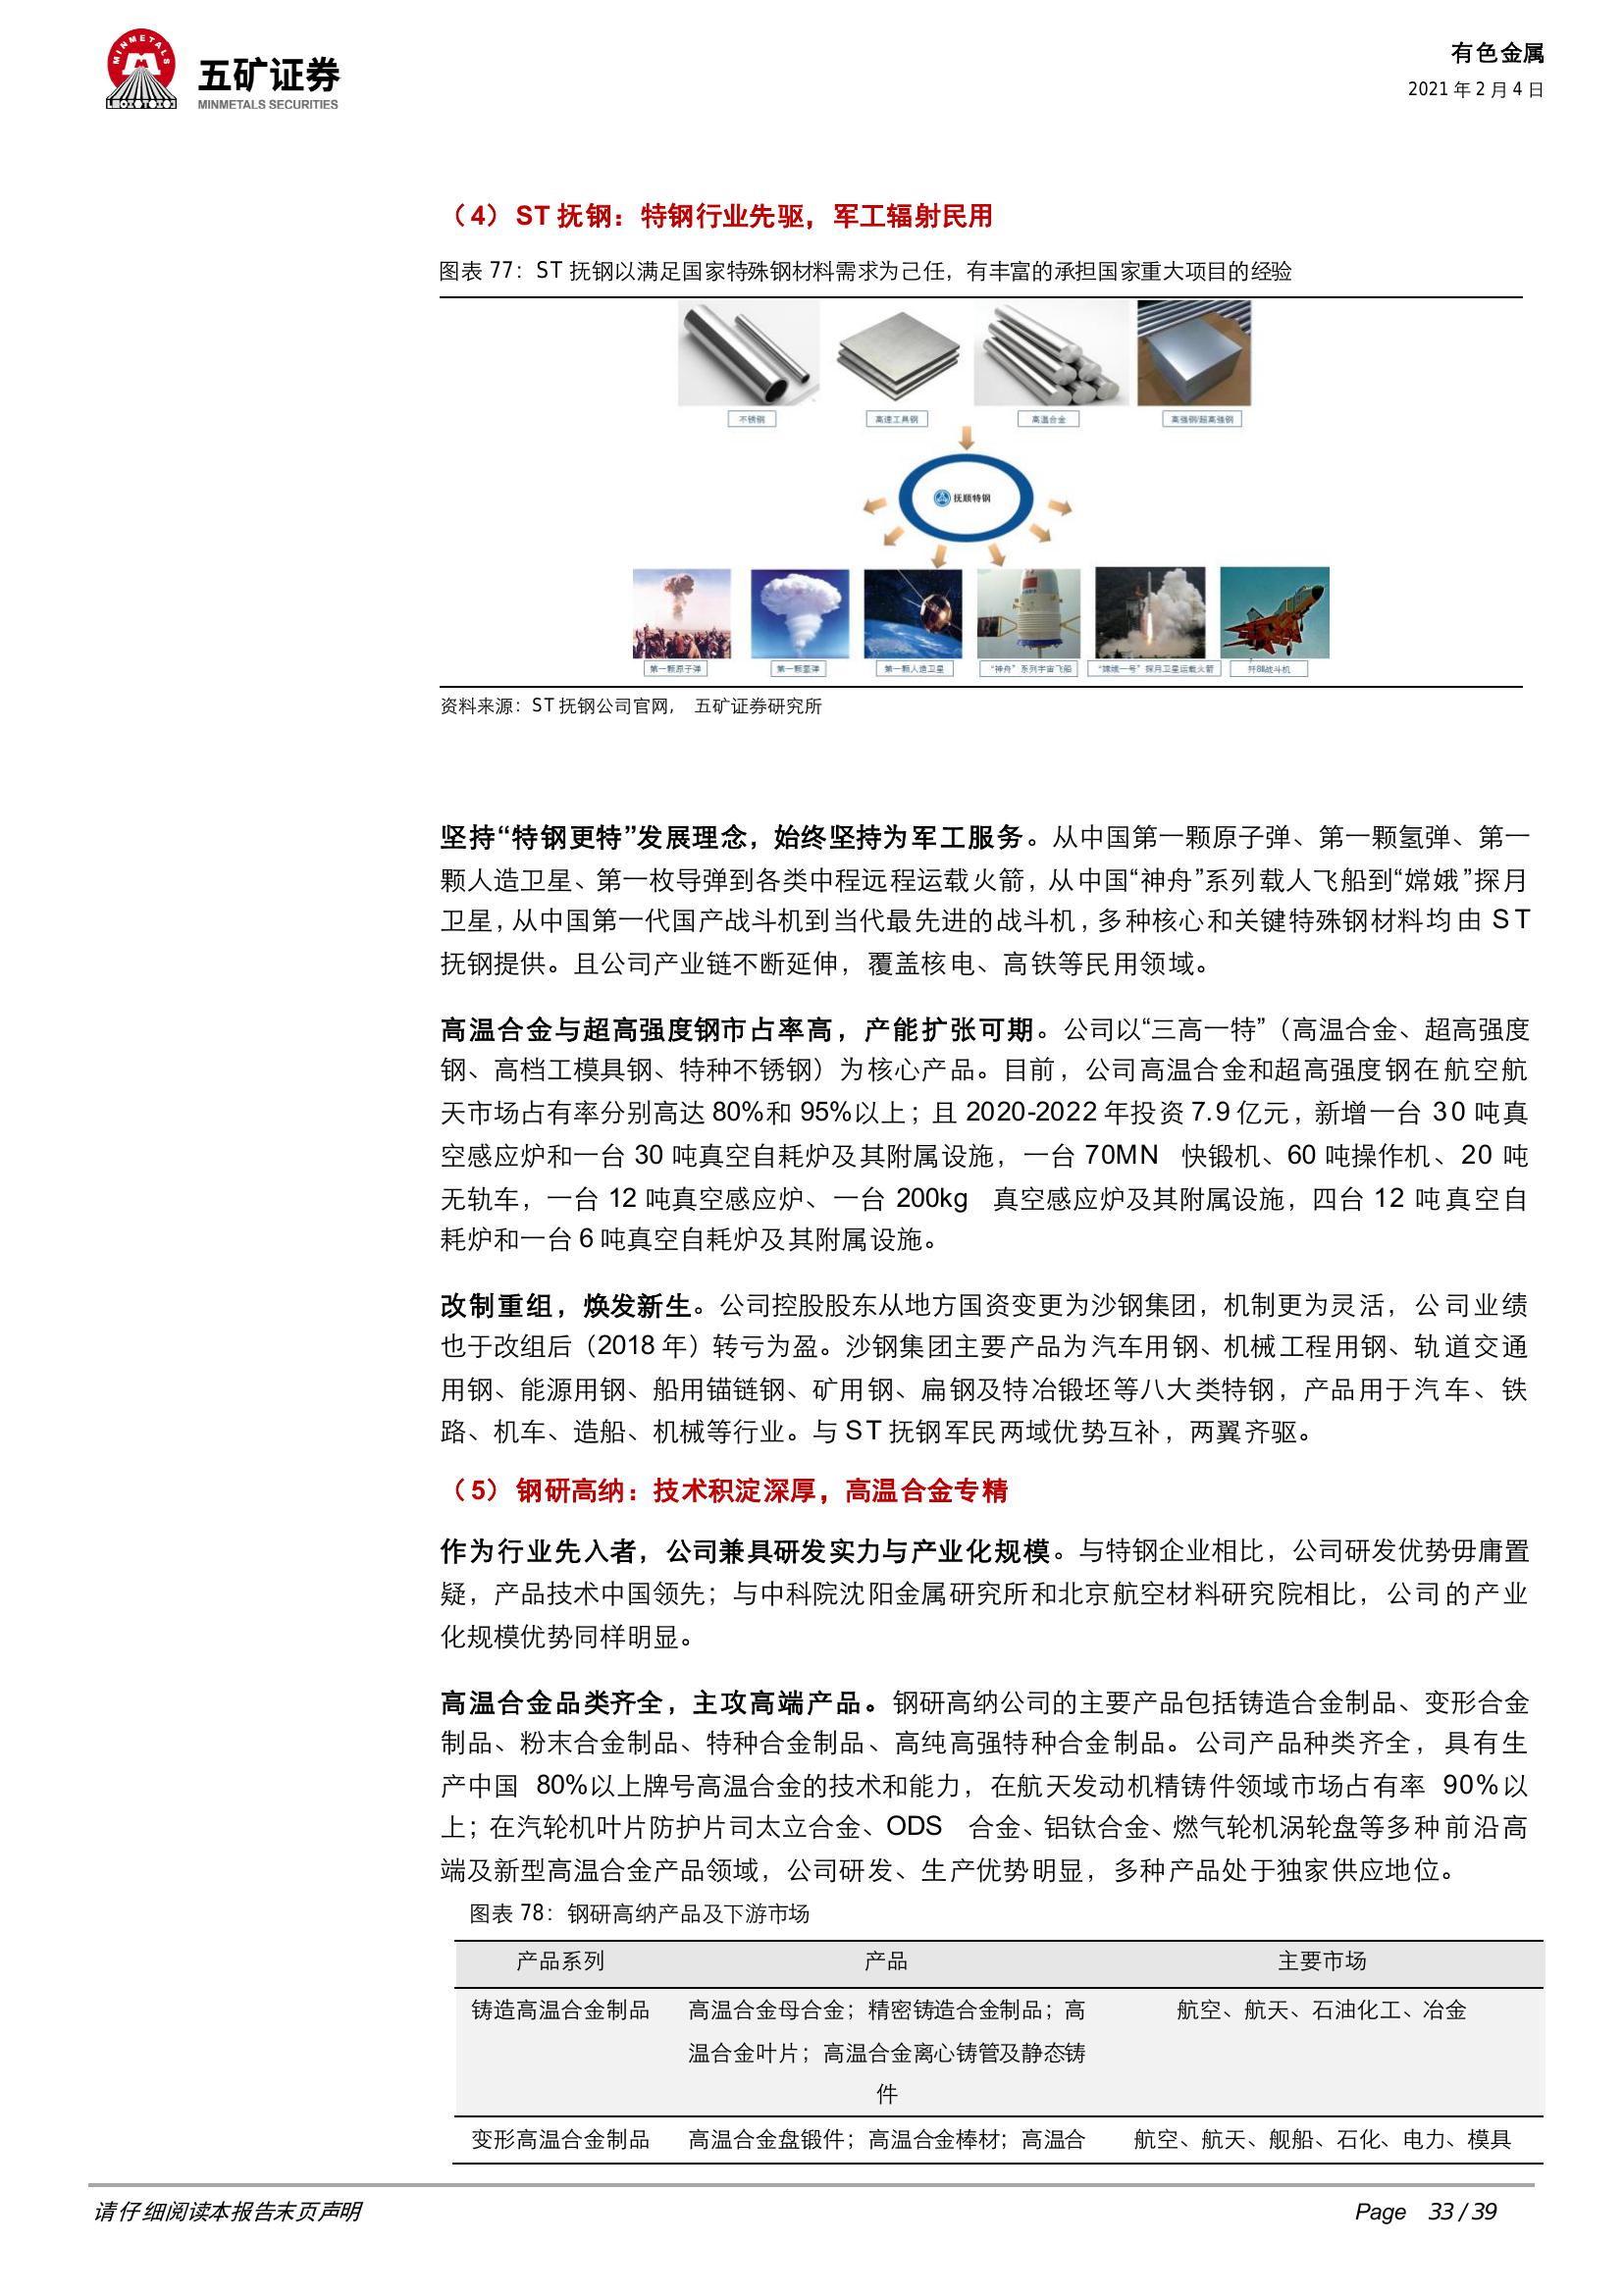 MINMETALS
五矿证券
MINMETALS SECURITIES
有色金属
2021 年 2 月 4 日
（4）ST 抚钢：特钢行业先驱，军工辐射民用
图表 77：ST 抚钢以满足国家特殊钢材料需求为己任，有丰富的承担国家重大项目的经验
不锈钢
高速工具钢
高温合金
高强钢/超高强钢
抚顺特钢
第一颗原子弹
第一颗氢弹
第一颗人造卫星
“神舟”系列宇宙飞船
“嫦娥一号”探月卫星运载火箭
歼8Ⅱ战斗机
资料来源：ST 抚钢公司官网， 五矿证券研究所
坚持“特钢更特”发展理念，始终坚持为军工服务。从中国第一颗原子弹、第一颗氢弹、第一
颗人造卫星、第一枚导弹到各类中程远程运载火箭，从中国“神舟”系列载人飞船到“嫦娥”探月
卫星，从中国第一代国产战斗机到当代最先进的战斗机，多种核心和关键特殊钢材料均由 ST
抚钢提供。且公司产业链不断延伸，覆盖核电、高铁等民用领域。
高温合金与超高强度钢市占率高，产能扩张可期。公司以“三高一特”（高温合金、超高强度
钢、高档工模具钢、特种不锈钢）为核心产品。目前，公司高温合金和超高强度钢在航空航
天市场占有率分别高达 80%和 95%以上；且 2020-2022 年投资 7.9 亿元，新增一台 30 吨真
空感应炉和一台 30 吨真空自耗炉及其附属设施，一台 70MN 快锻机、60 吨操作机、20 吨
无轨车，一台 12 吨真空感应炉、一台 200kg 真空感应炉及其附属设施，四台 12 吨真空自
耗炉和一台 6 吨真空自耗炉及其附属设施。
改制重组，焕发新生。公司控股股东从地方国资变更为沙钢集团，机制更为灵活，公司业绩
也于改组后（2018 年）转亏为盈。沙钢集团主要产品为汽车用钢、机械工程用钢、轨道交通
用钢、能源用钢、船用锚链钢、矿用钢、扁钢及特冶锻坯等八大类特钢，产品用于汽车、铁
路、机车、造船、机械等行业。与 ST 抚钢军民两域优势互补，两翼齐驱。
（5）钢研高纳：技术积淀深厚，高温合金专精
作为行业先入者，公司兼具研发实力与产业化规模。与特钢企业相比，公司研发优势毋庸置
疑，产品技术中国领先；与中科院沈阳金属研究所和北京航空材料研究院相比，公司的产业
化规模优势同样明显。
高温合金品类齐全，主攻高端产品。钢研高纳公司的主要产品包括铸造合金制品、变形合金
制品、粉末合金制品、特种合金制品、高纯高强特种合金制品。公司产品种类齐全，具有生
产中国 80%以上牌号高温合金的技术和能力，在航天发动机精铸件领域市场占有率 90%以
上；在汽轮机叶片防护片司太立合金、ODS 合金、铝钛合金、燃气轮机涡轮盘等多种前沿高
端及新型高温合金产品领域，公司研发、生产优势明显，多种产品处于独家供应地位。
图表 78：钢研高纳产品及下游市场
产品系列 产品 主要市场
铸造高温合金制品 高温合金母合金；精密铸造合金制品；高 航空、航天、石油化工、冶金
温合金叶片；高温合金离心铸管及静态铸
件
变形高温合金制品 高温合金盘锻件；高温合金棒材；高温合 航空、航天、舰船、石化、电力、模具
请仔细阅读本报告末页声明
Page 33 / 39